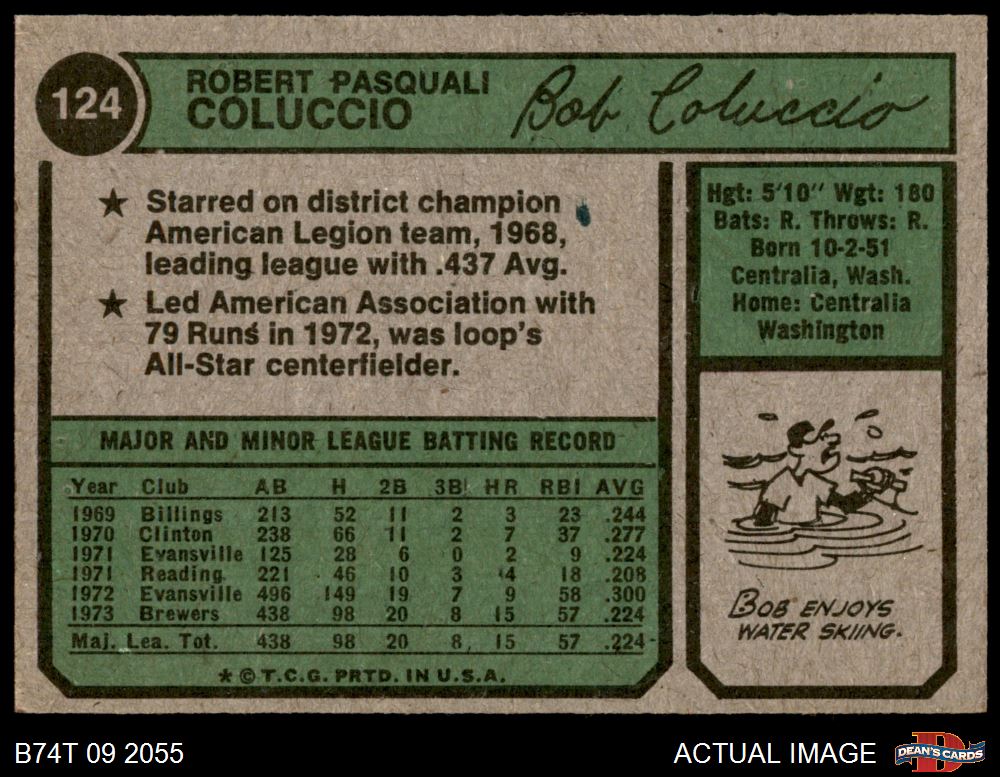 124
ROBERT PASQUALI
COLUCCIO
Bob Coluccio
★ Starred on district champion
American Legion team, 1968,
leading league with .437 Avg.
★ Led American Association with
79 Runs in 1972, was loop's
All-Star centerfielder.
Hgt: 5'10" Wgt: 180
Bats: R. Throws: R.
Born 10-2-51
Centralia, Wash.
Home: Centralia
Washington
MAJOR AND MINOR LEAGUE BATTING RECORD
Year Club AB H 2B 3B HR RBI AVG
1969 Billings 213 52 11 2 3 23 .244
1970 Clinton 238 66 11 2 7 37 .277
1971 Evansville 125 28 6 0 2 9 .224
1971 Reading 221 46 10 3 4 18 .208
1972 Evansville 496 149 19 7 9 58 .300
1973 Brewers 438 98 20 8 15 57 .224
Maj. Lea. Tot. 438 98 20 8 15 57 .224
★ © T.C.G. PRTD. IN U.S.A.
BOB ENJOYS
WATER SKIING.
B74T 09 2055
ACTUAL IMAGE
DEAN'S CARDS